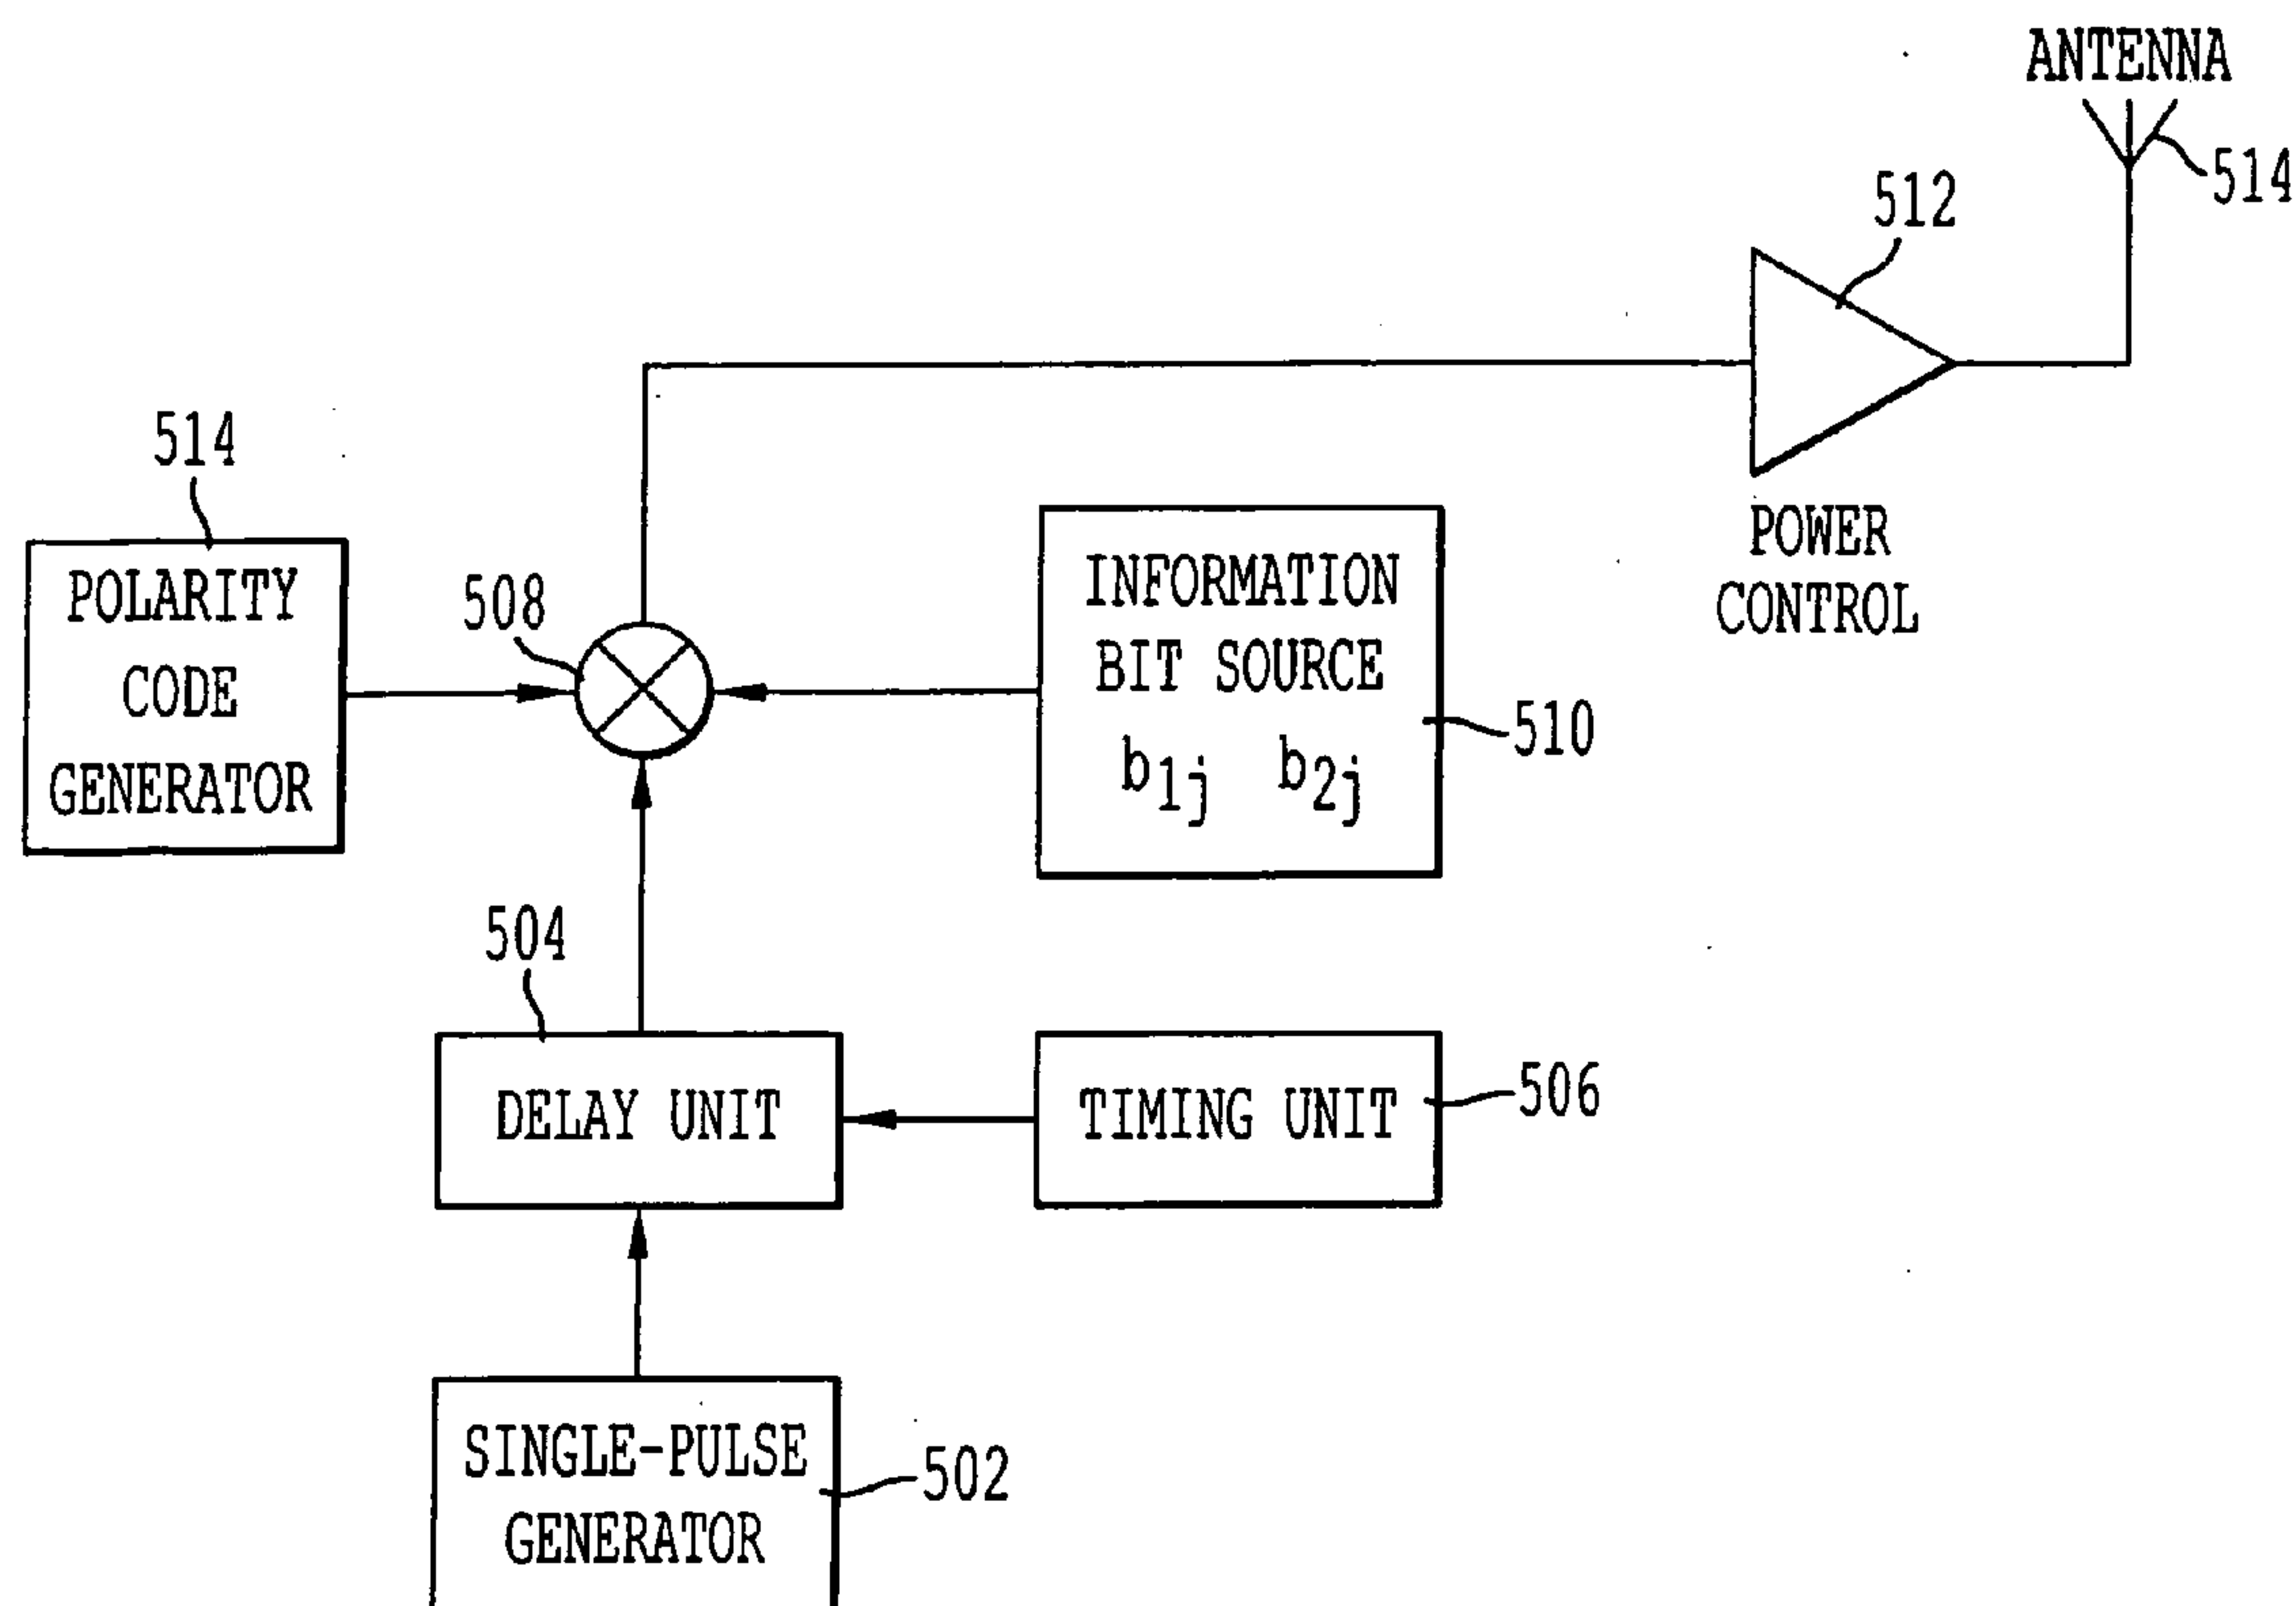 ANTENNA
514
512
POWER
CONTROL
514
POLARITY
CODE
GENERATOR
508
INFORMATION
BIT SOURCE
b1j b2j
510
504
DELAY UNIT
TIMING UNIT
506
SINGLE-PULSE
GENERATOR
502